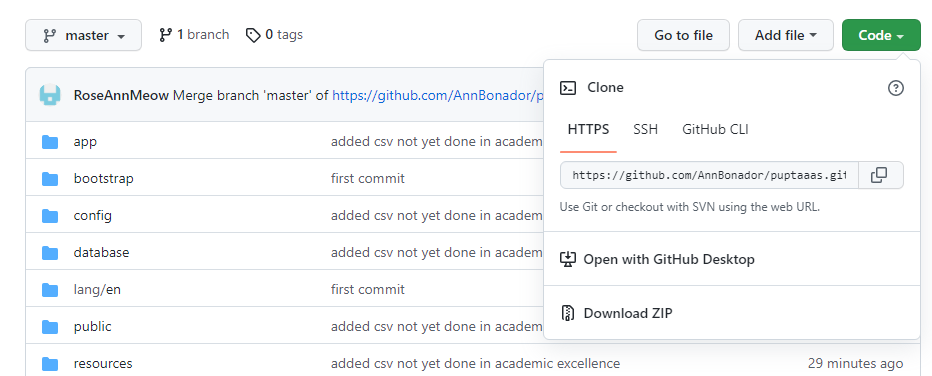 master 1 branch 0 tags Go to file Add file Code
RoseAnnMeow Merge branch 'master' of https://github.com/AnnBonador/p
Clone
HTTPS SSH GitHub CLI
https://github.com/AnnBonador/puptaaas.git
Use Git or checkout with SVN using the web URL.
Open with GitHub Desktop
Download ZIP
app added csv not yet done in academ
bootstrap first commit
config added csv not yet done in academ
database added csv not yet done in academ
lang/en first commit
public added csv not yet done in academ
resources added csv not yet done in academic excellence 29 minutes ago